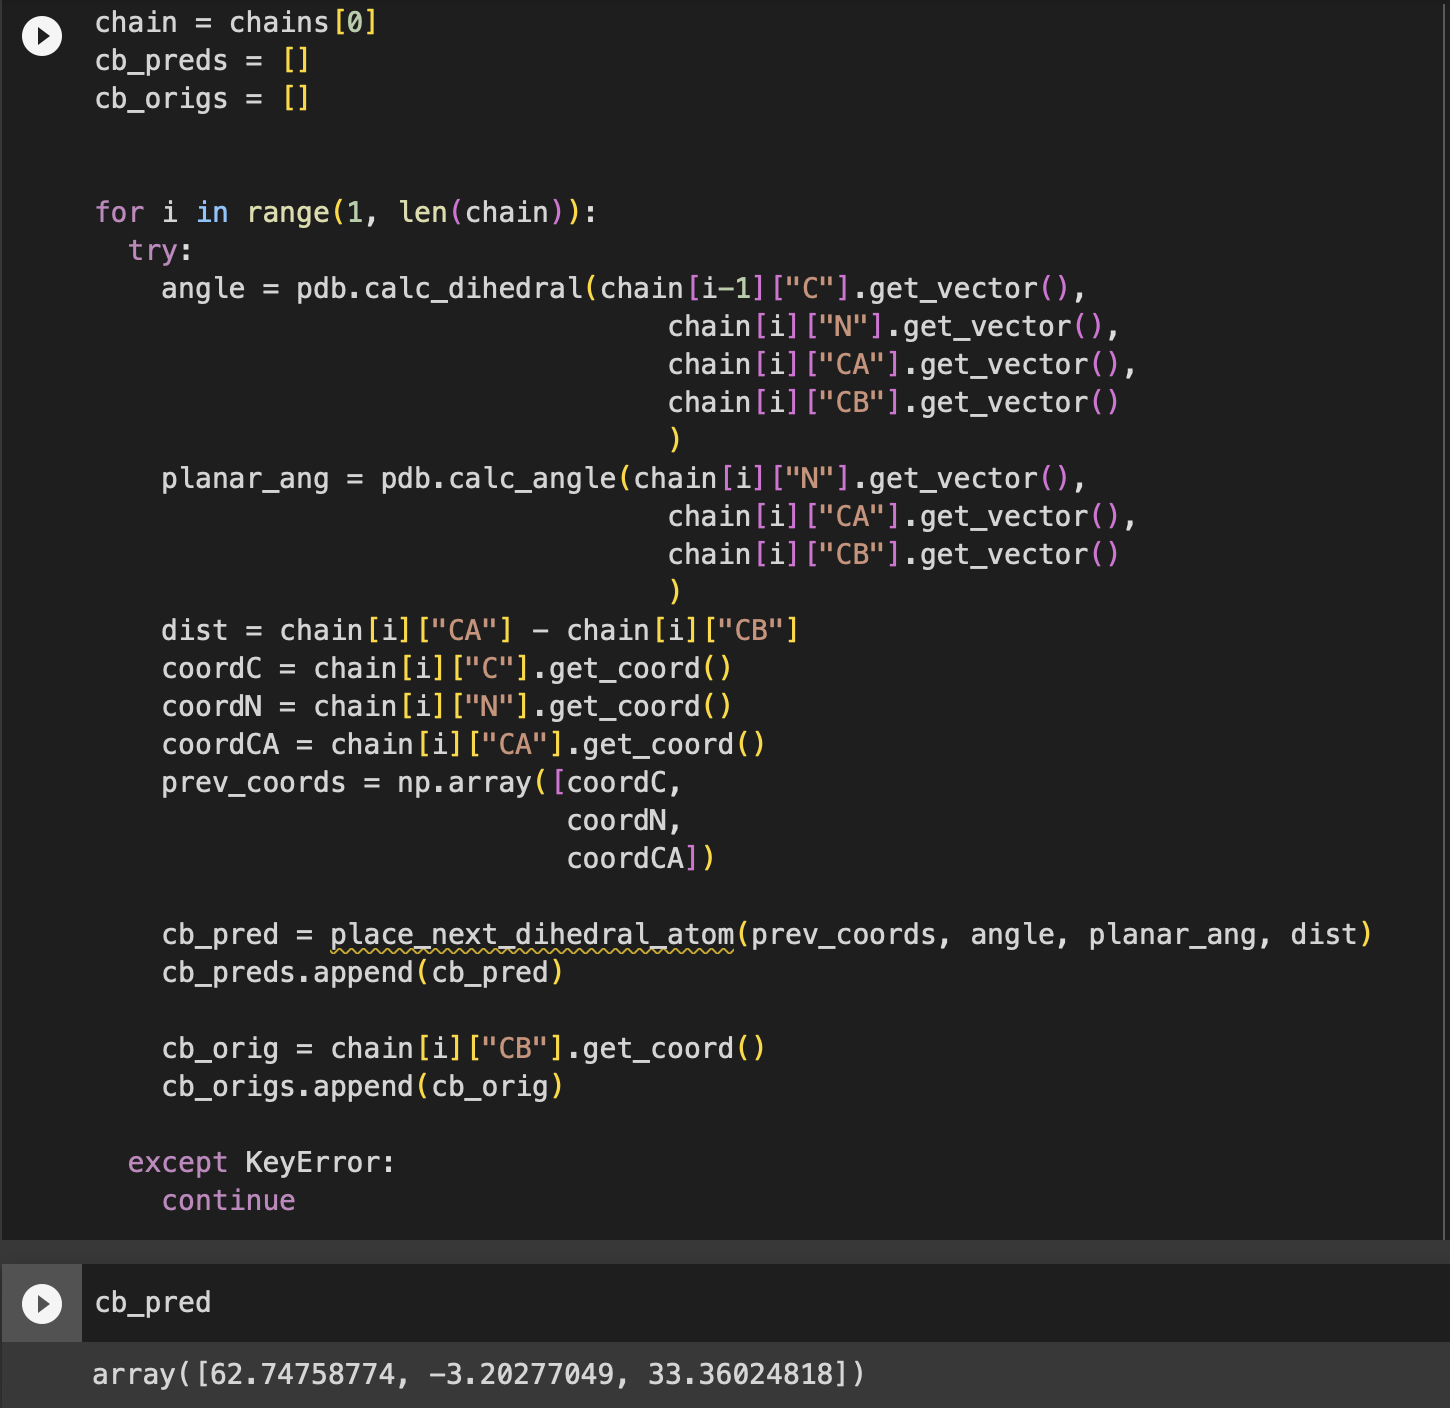 chain = chains[0]
cb_preds = []
cb_origs = []
for i in range(1, len(chain)):
  try:
    angle = pdb.calc_dihedral(chain[i-1]["C"].get_vector(),
                                  chain[i]["N"].get_vector(),
                                  chain[i]["CA"].get_vector(),
                                  chain[i]["CB"].get_vector()
                                  )
    planar_ang = pdb.calc_angle(chain[i]["N"].get_vector(),
                                  chain[i]["CA"].get_vector(),
                                  chain[i]["CB"].get_vector()
                                  )
    dist = chain[i]["CA"] - chain[i]["CB"]
    coordC = chain[i]["C"].get_coord()
    coordN = chain[i]["N"].get_coord()
    coordCA = chain[i]["CA"].get_coord()
    prev_coords = np.array([coordC,
                            coordN,
                            coordCA])
    cb_pred = place_next_dihedral_atom(prev_coords, angle, planar_ang, dist)
    cb_preds.append(cb_pred)
    cb_orig = chain[i]["CB"].get_coord()
    cb_origs.append(cb_orig)
  except KeyError:
    continue
cb_pred
array([62.74758774, -3.20277049, 33.36024818])